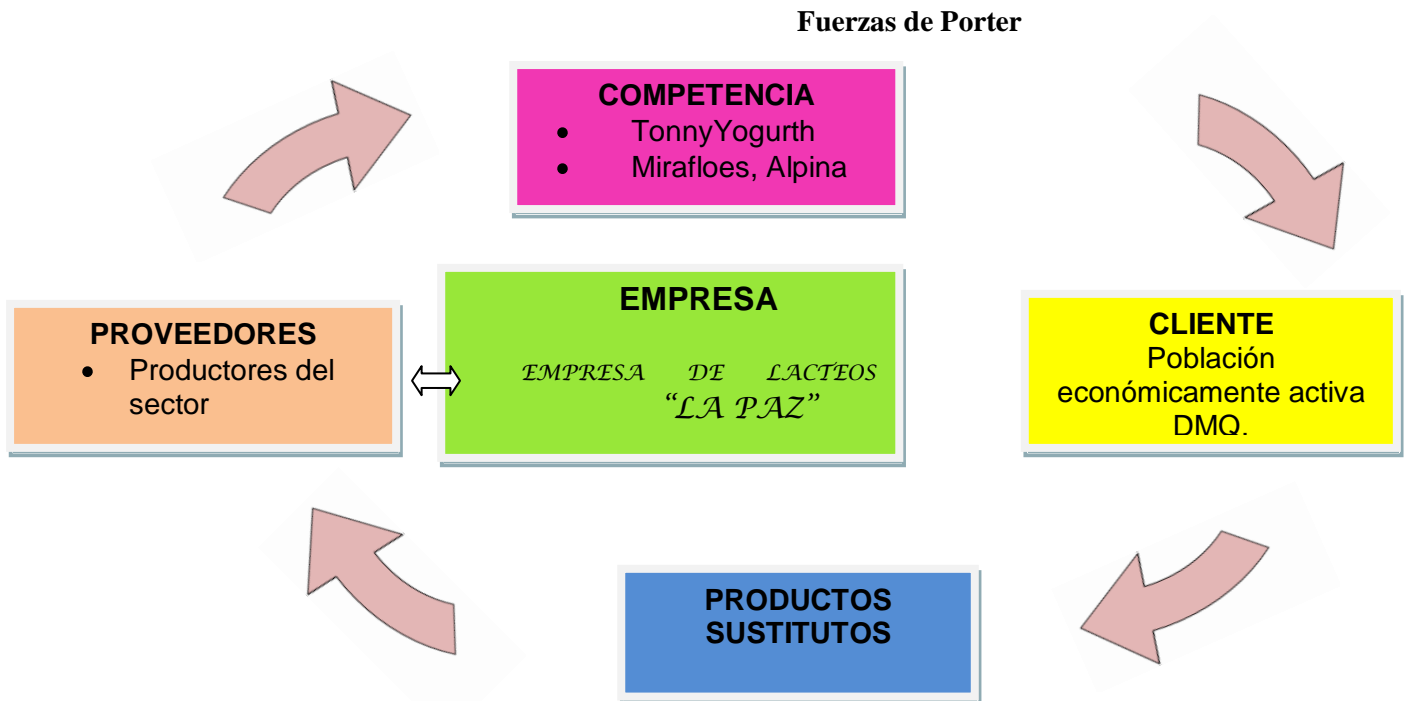 Fuerzas de Porter
COMPETENCIA
• TonnyYogurth
• Mirafloes, Alpina
PROVEEDORES
• Productores del
sector
EMPRESA
EMPRESA DE LACTEOS
“LA PAZ”
CLIENTE
Población
económicamente activa
DMQ.
PRODUCTOS
SUSTITUTOS